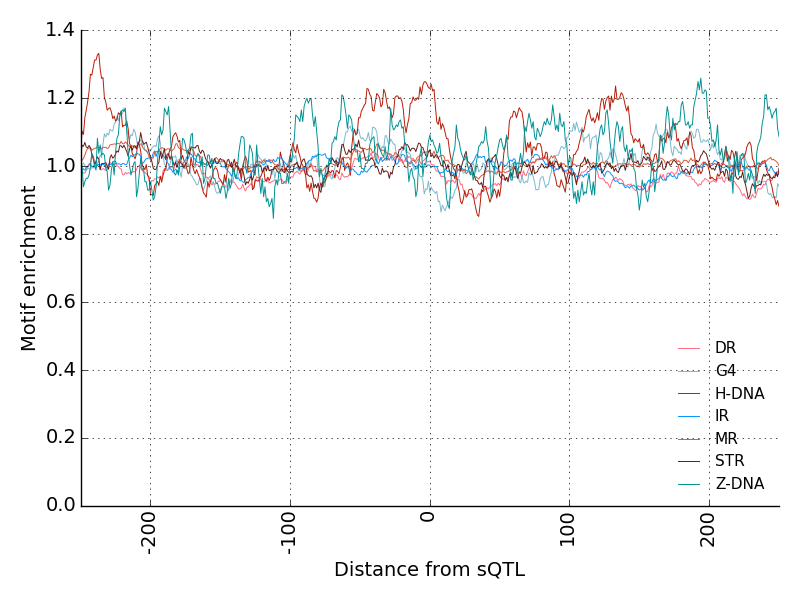 1.4
1.2
1.0
0.8
0.6
0.4
0.2
0.0
Motif enrichment
DR
G4
H-DNA
IR
MR
STR
Z-DNA
-200
-100
0
100
200
Distance from sQTL